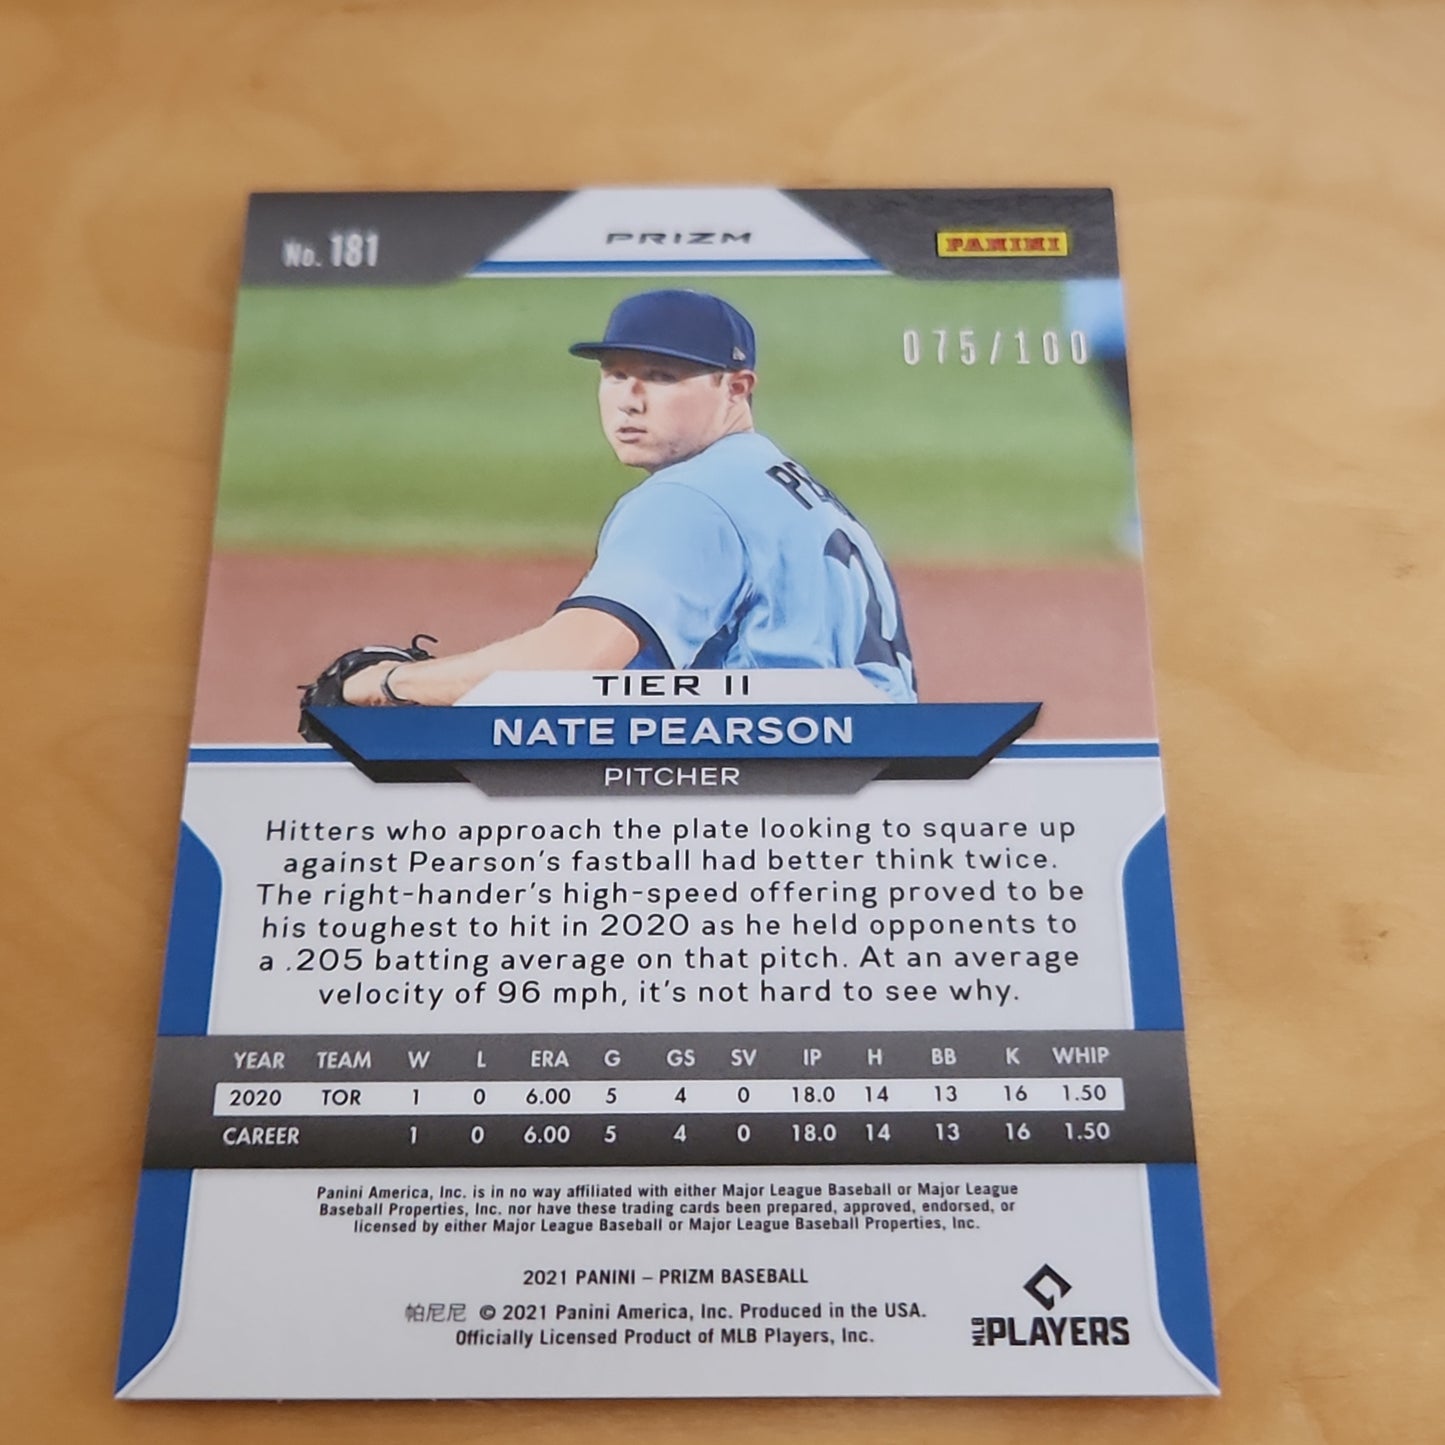 No. 181
PRIZM
PANINI
075/100
PE
TIER II
NATE PEARSON
PITCHER
Hitters who approach the plate looking to square up
against Pearson's fastball had better think twice.
The right-hander's high-speed offering proved to be
his toughest to hit in 2020 as he held opponents to
a .205 batting average on that pitch. At an average
velocity of 96 mph, it's not hard to see why.
YEAR TEAM W L ERA G GS SV IP H BB K WHIP
2020 TOR 1 0 6.00 5 4 0 18.0 14 13 16 1.50
CAREER 1 0 6.00 5 4 0 18.0 14 13 16 1.50
Panini America, Inc. is in no way affiliated with either Major League Baseball or Major League
Baseball Properties, Inc. nor have these trading cards been prepared, approved, endorsed, or
licensed by either Major League Baseball or Major League Baseball Properties, Inc.
2021 PANINI – PRIZM BASEBALL
帕尼尼 © 2021 Panini America, Inc. Produced in the USA.
Officially Licensed Product of MLB Players, Inc.
MLB PLAYERS